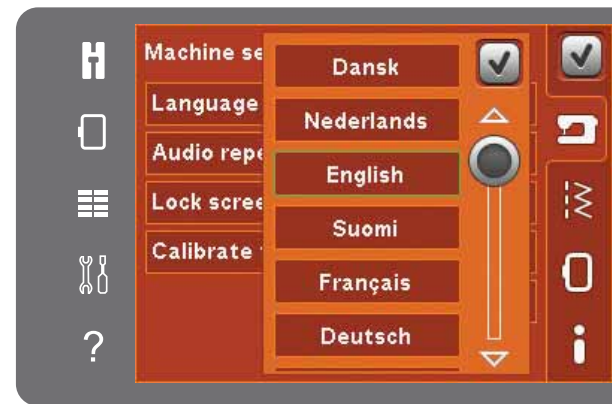 Machine se
Language
Audio repe
Lock scree
Calibrate
Dansk
Nederlands
English
Suomi
Français
Deutsch
?